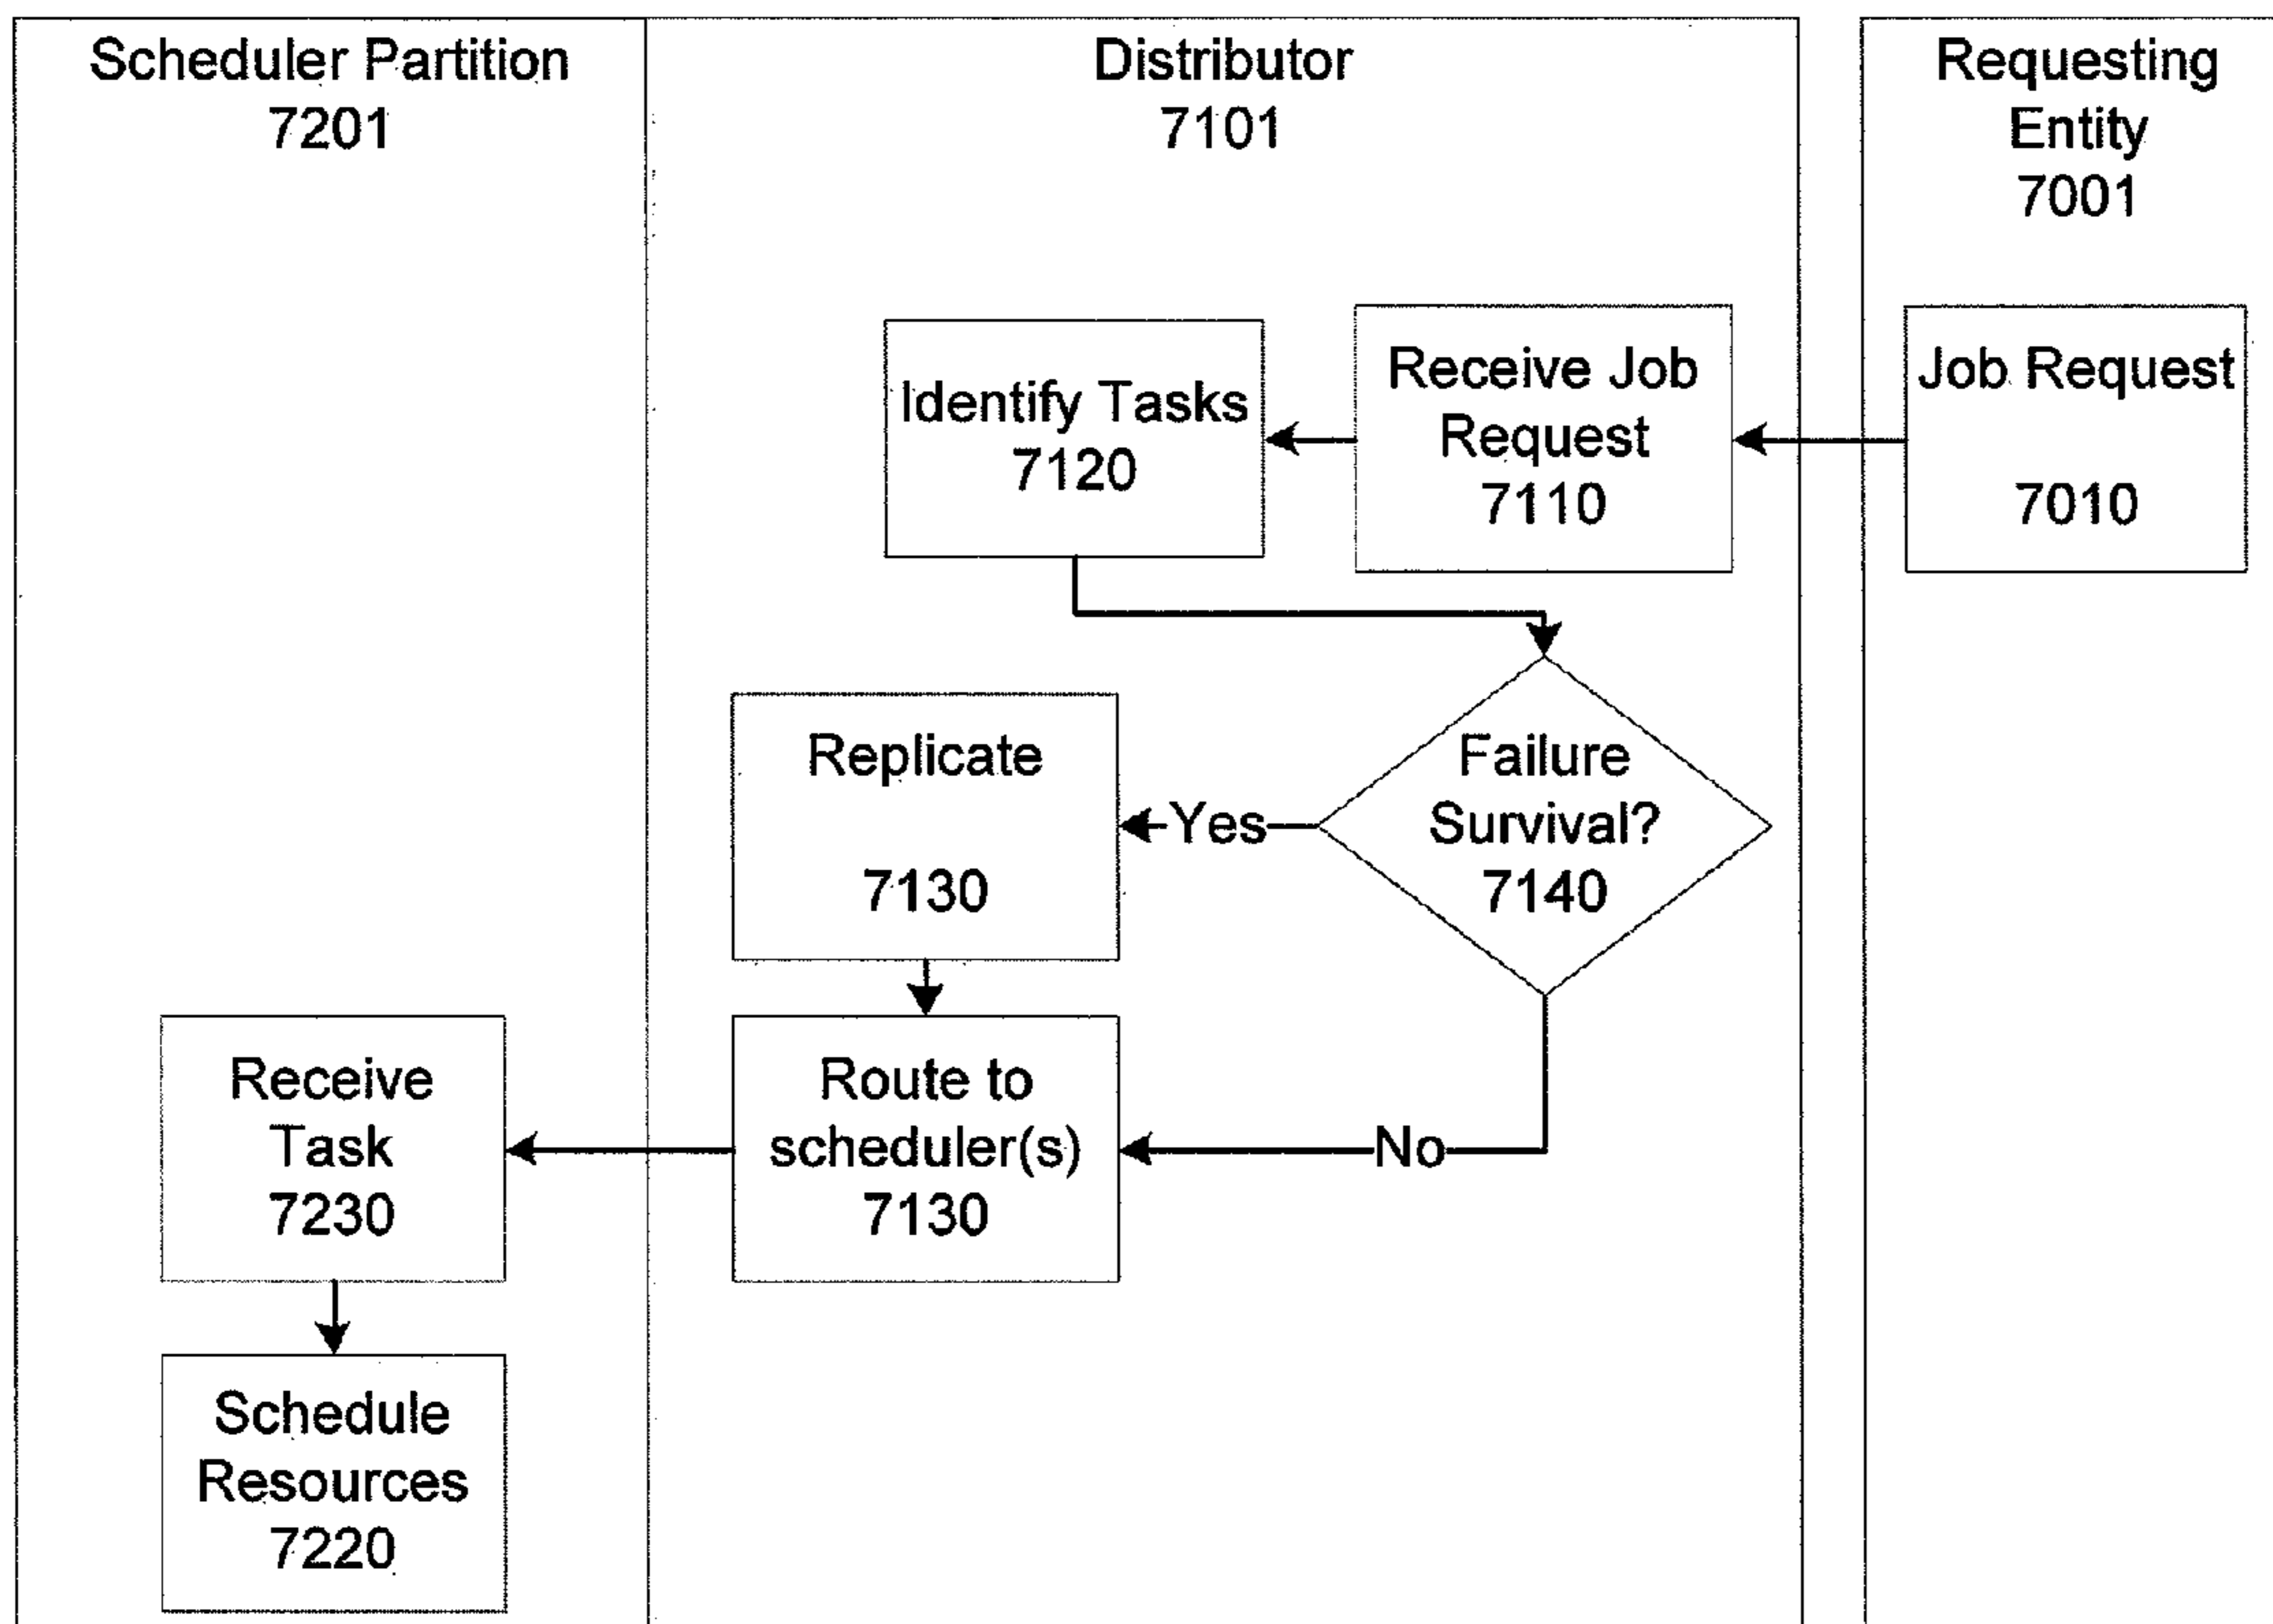 Scheduler Partition
7201
Distributor
7101
Requesting
Entity
7001
Identify Tasks
7120
Receive Job
Request
7110
Job Request
7010
Replicate
7130
Yes
Failure
Survival?
7140
Receive
Task
7230
Route to
scheduler(s)
7130
No
Schedule
Resources
7220